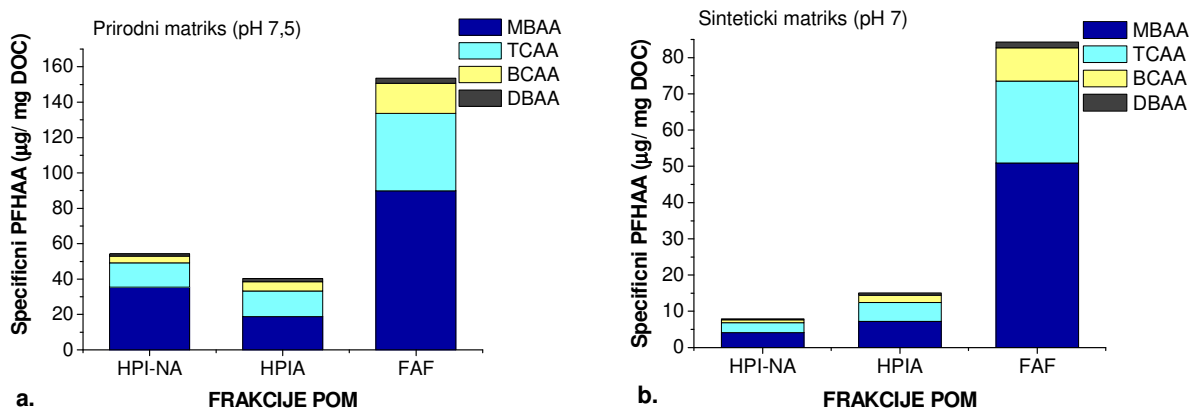 Prirodni matriks (pH 7,5)
MBAA
TCAA
BCAA
DBAA
Specificni PFHAA (µg/ mg DOC)
160
140
120
100
80
60
40
20
0
HPI-NA HPIA FAF
a. FRAKCIJE POM
Sinteticki matriks (pH 7)
MBAA
TCAA
BCAA
DBAA
Specificni PFHAA (µg/ mg DOC)
80
70
60
50
40
30
20
10
0
HPI-NA HPIA FAF
b. FRAKCIJE POM